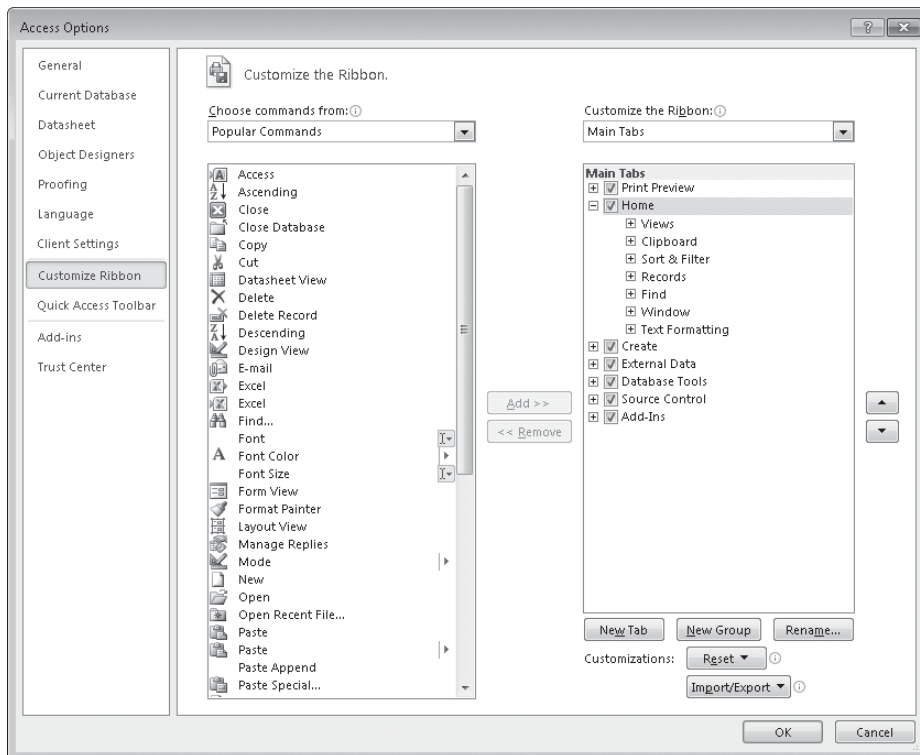 Access Options
General
Current Database
Datasheet
Object Designers
Proofing
Language
Client Settings
Customize Ribbon
Quick Access Toolbar
Add-ins
Trust Center
Customize the Ribbon.
Choose commands from:
Popular Commands
Access
Ascending
Close
Close Database
Copy
Cut
Datasheet View
Delete
Delete Record
Descending
Design View
E-mail
Excel
Excel
Find...
Font
Font Color
Font Size
Form View
Format Painter
Layout View
Manage Replies
Mode
New
Open
Open Recent File...
Paste
Paste
Paste Append
Paste Special...
Add >>
<< Remove
Customize the Ribbon:
Main Tabs
Main Tabs
Print Preview
Home
Views
Clipboard
Sort & Filter
Records
Find
Window
Text Formatting
Create
External Data
Database Tools
Source Control
Add-Ins
New Tab
New Group
Rename...
Customizations:
Reset
Import/Export
OK
Cancel